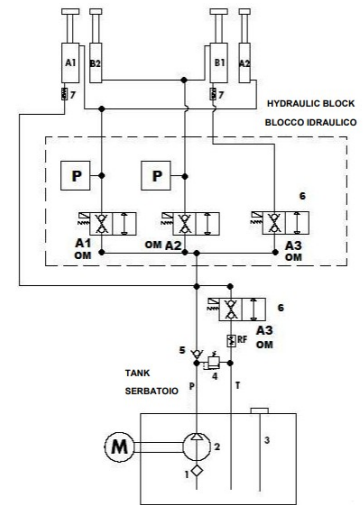 A1
B2
B1
A2
7
7
HYDRAULIC BLOCK
BLOCCO IDRAULICO
P
P
6
A1
OM
OM A2
A3
OM
6
A3
OM
5
RF
4
TANK
SERBATOIO
P
T
M
2
3
1